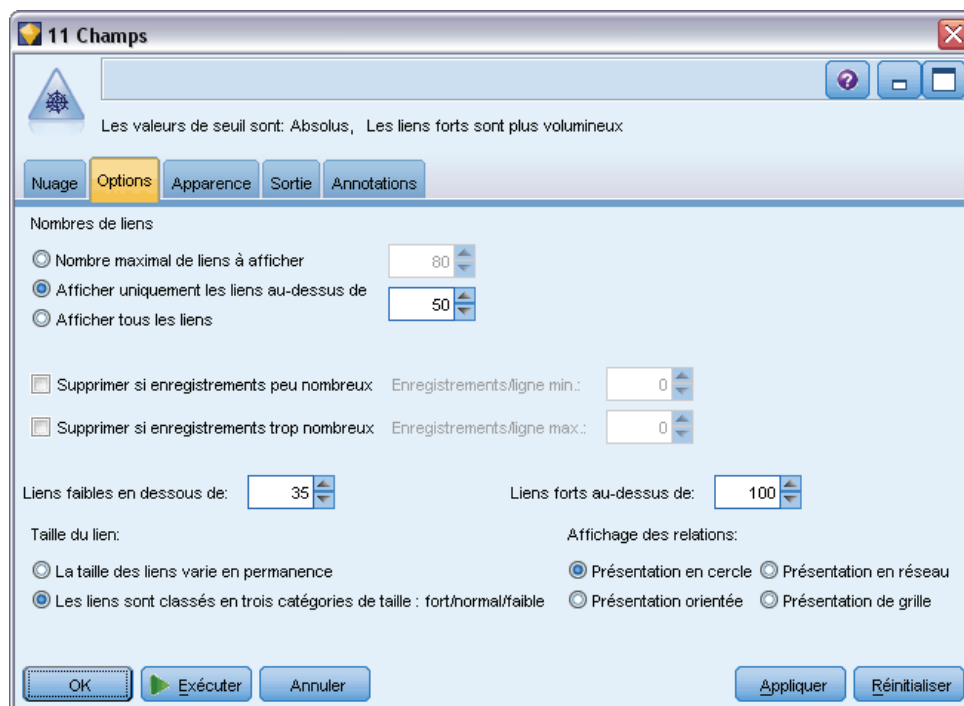 11 Champs
Les valeurs de seuil sont: Absolus, Les liens forts sont plus volumineux
Nuage Options Apparence Sortie Annotations
Nombres de liens
Nombre maximal de liens à afficher 80
Afficher uniquement les liens au-dessus de 50
Afficher tous les liens
Supprimer si enregistrements peu nombreux Enregistrements/ligne min.: 0
Supprimer si enregistrements trop nombreux Enregistrements/ligne max.: 0
Liens faibles en dessous de: 35 Liens forts au-dessus de: 100
Taille du lien: Affichage des relations:
La taille des liens varie en permanence Présentation en cercle Présentation en réseau
Les liens sont classés en trois catégories de taille : fort/normal/faible Présentation orientée Présentation de grille
OK Exécuter Annuler Appliquer Réinitialiser